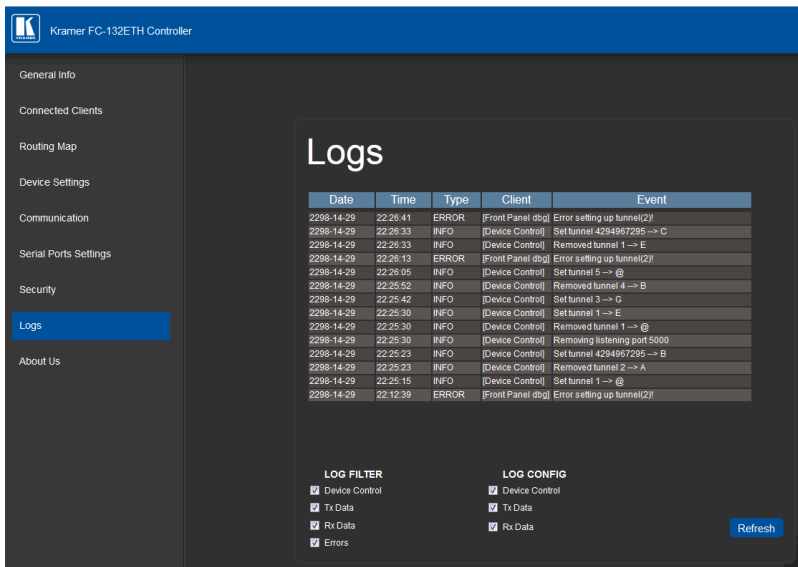 KRAMER
Kramer FC-132ETH Controller
General Info
Connected Clients
Routing Map
Device Settings
Communication
Serial Ports Settings
Security
Logs
About Us
Logs
Date Time Type Client Event
2298-14-29 22:26:41 ERROR [Front Panel dbg] Error setting up tunnel(2)!
2298-14-29 22:26:33 INFO [Device Control] Set tunnel 4294967295 --> C
2298-14-29 22:26:33 INFO [Device Control] Removed tunnel 1 --> E
2298-14-29 22:26:13 ERROR [Front Panel dbg] Error setting up tunnel(2)!
2298-14-29 22:26:05 INFO [Device Control] Set tunnel 5 --> @
2298-14-29 22:25:52 INFO [Device Control] Removed tunnel 4 --> B
2298-14-29 22:25:42 INFO [Device Control] Set tunnel 3 --> G
2298-14-29 22:25:30 INFO [Device Control] Set tunnel 1 --> E
2298-14-29 22:25:30 INFO [Device Control] Removed tunnel 1 --> @
2298-14-29 22:25:30 INFO [Device Control] Removing listening port 5000
2298-14-29 22:25:23 INFO [Device Control] Set tunnel 4294967295 --> B
2298-14-29 22:25:23 INFO [Device Control] Removed tunnel 2 --> A
2298-14-29 22:25:15 INFO [Device Control] Set tunnel 1 --> @
2298-14-29 22:12:39 ERROR [Front Panel dbg] Error setting up tunnel(2)!
LOG FILTER LOG CONFIG
Device Control Device Control
Tx Data Tx Data
Rx Data Rx Data
Errors
Refresh